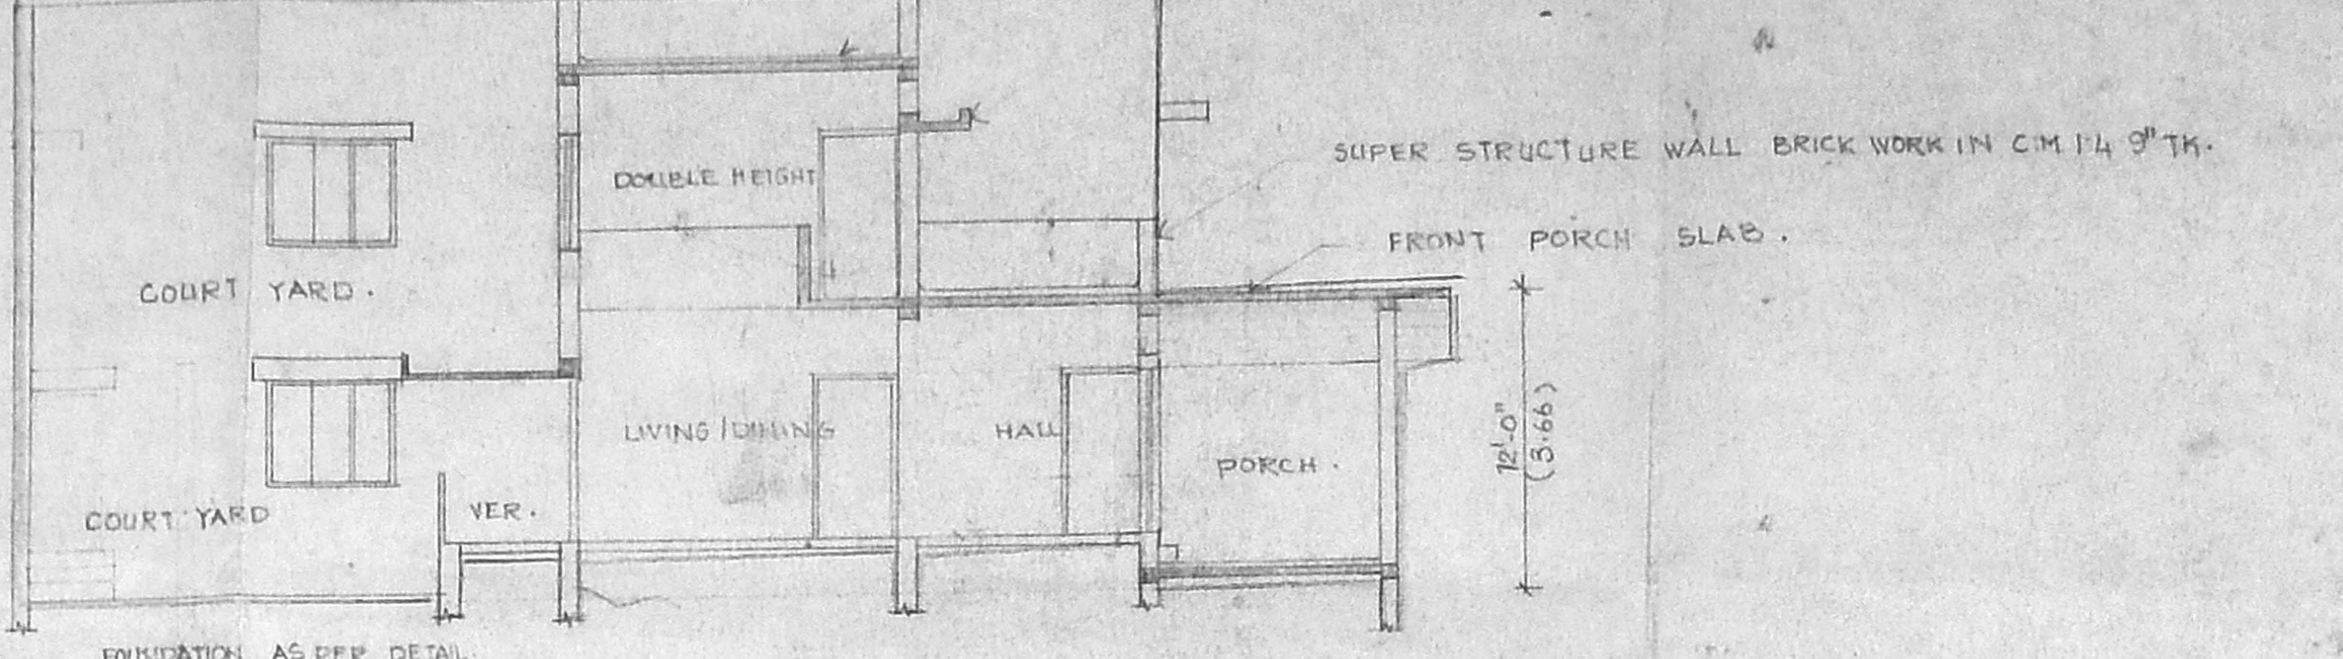 SUPER STRUCTURE WALL BRICK WORK IN C.M 1:4 9" TK.
DOUBLE HEIGHT
FRONT PORCH SLAB.
COURT YARD.
12'-0"
(3.66)
LIVING/DINING
HALL
PORCH.
COURT YARD
VER.
FOUNDATION AS PER DETAIL.